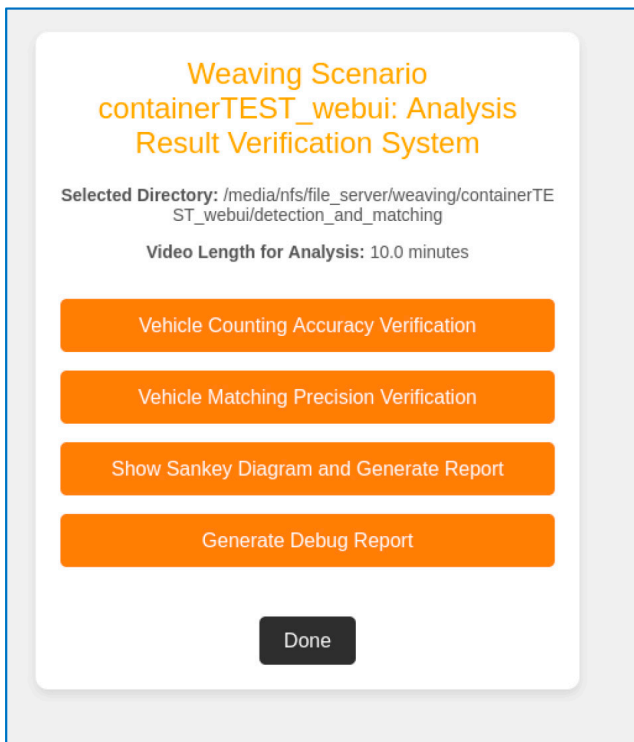 Weaving Scenario
containerTEST_webui: Analysis
Result Verification System
Selected Directory: /media/nfs/file_server/weaving/containerTE
ST_webui/detection_and_matching
Video Length for Analysis: 10.0 minutes
Vehicle Counting Accuracy Verification
Vehicle Matching Precision Verification
Show Sankey Diagram and Generate Report
Generate Debug Report
Done